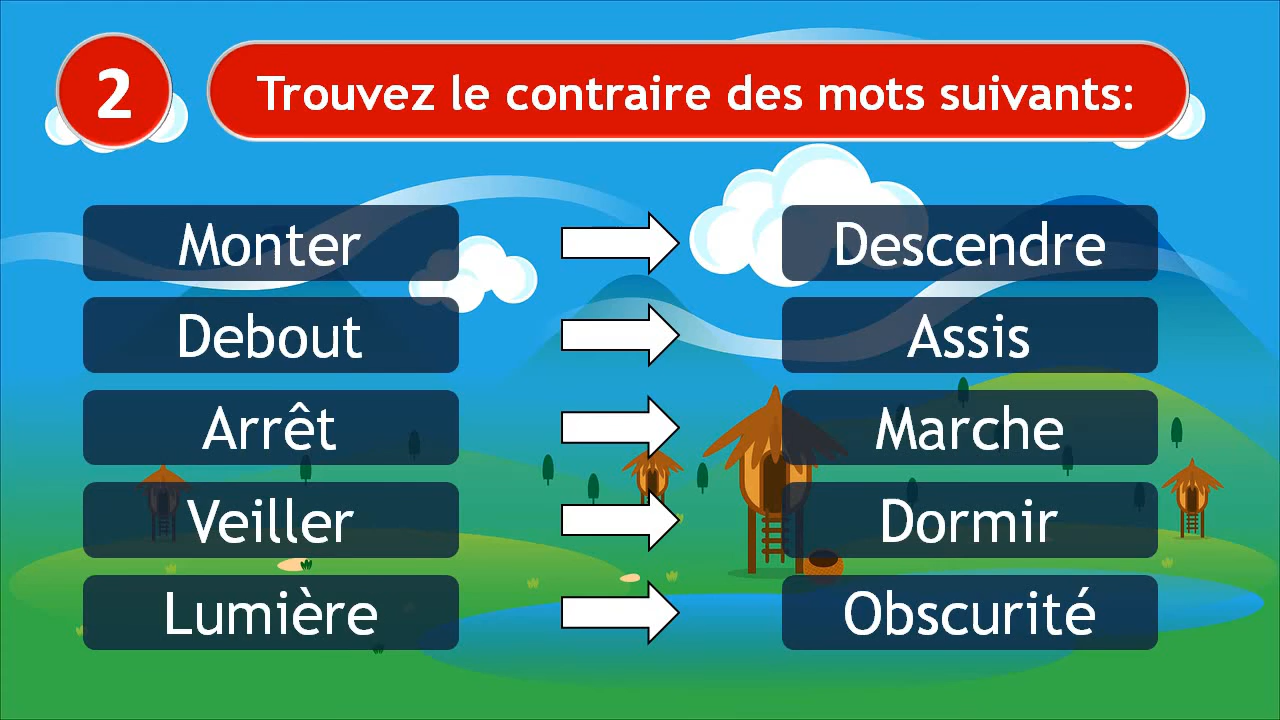 2
Trouvez le contraire des mots suivants:
Monter Descendre
Debout Assis
Arrêt Marche
Veiller Dormir
Lumière Obscurité